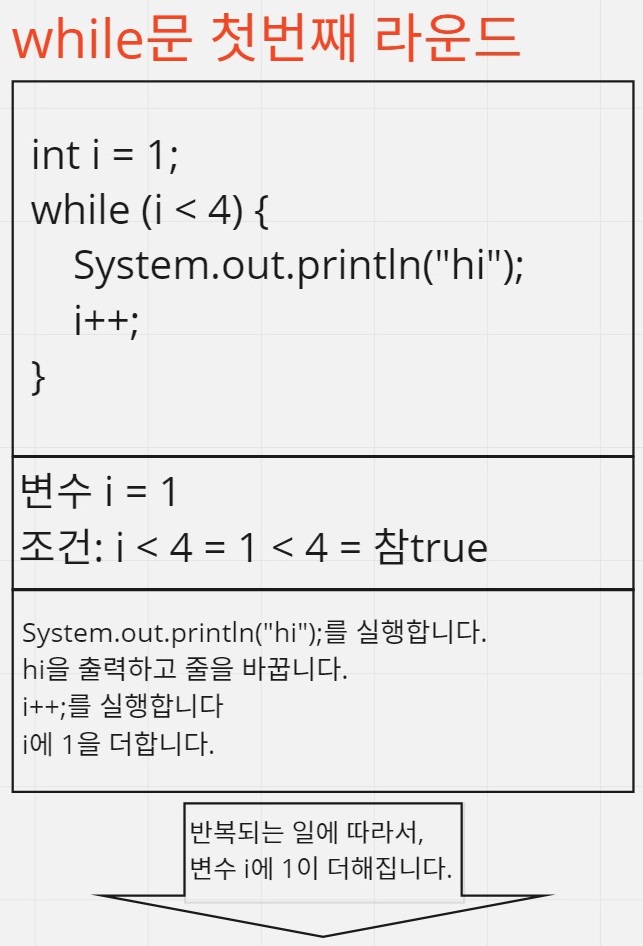 while문 첫번째 라운드
int i = 1;
while (i < 4) {
System.out.println("hi");
i++;
}
변수 i = 1
조건: i < 4 = 1 < 4 = 참true
System.out.println("hi");를 실행합니다.
hi을 출력하고 줄을 바꿉니다.
i++;를 실행합니다
i에 1을 더합니다.
반복되는 일에 따라서,
변수 i에 1이 더해집니다.